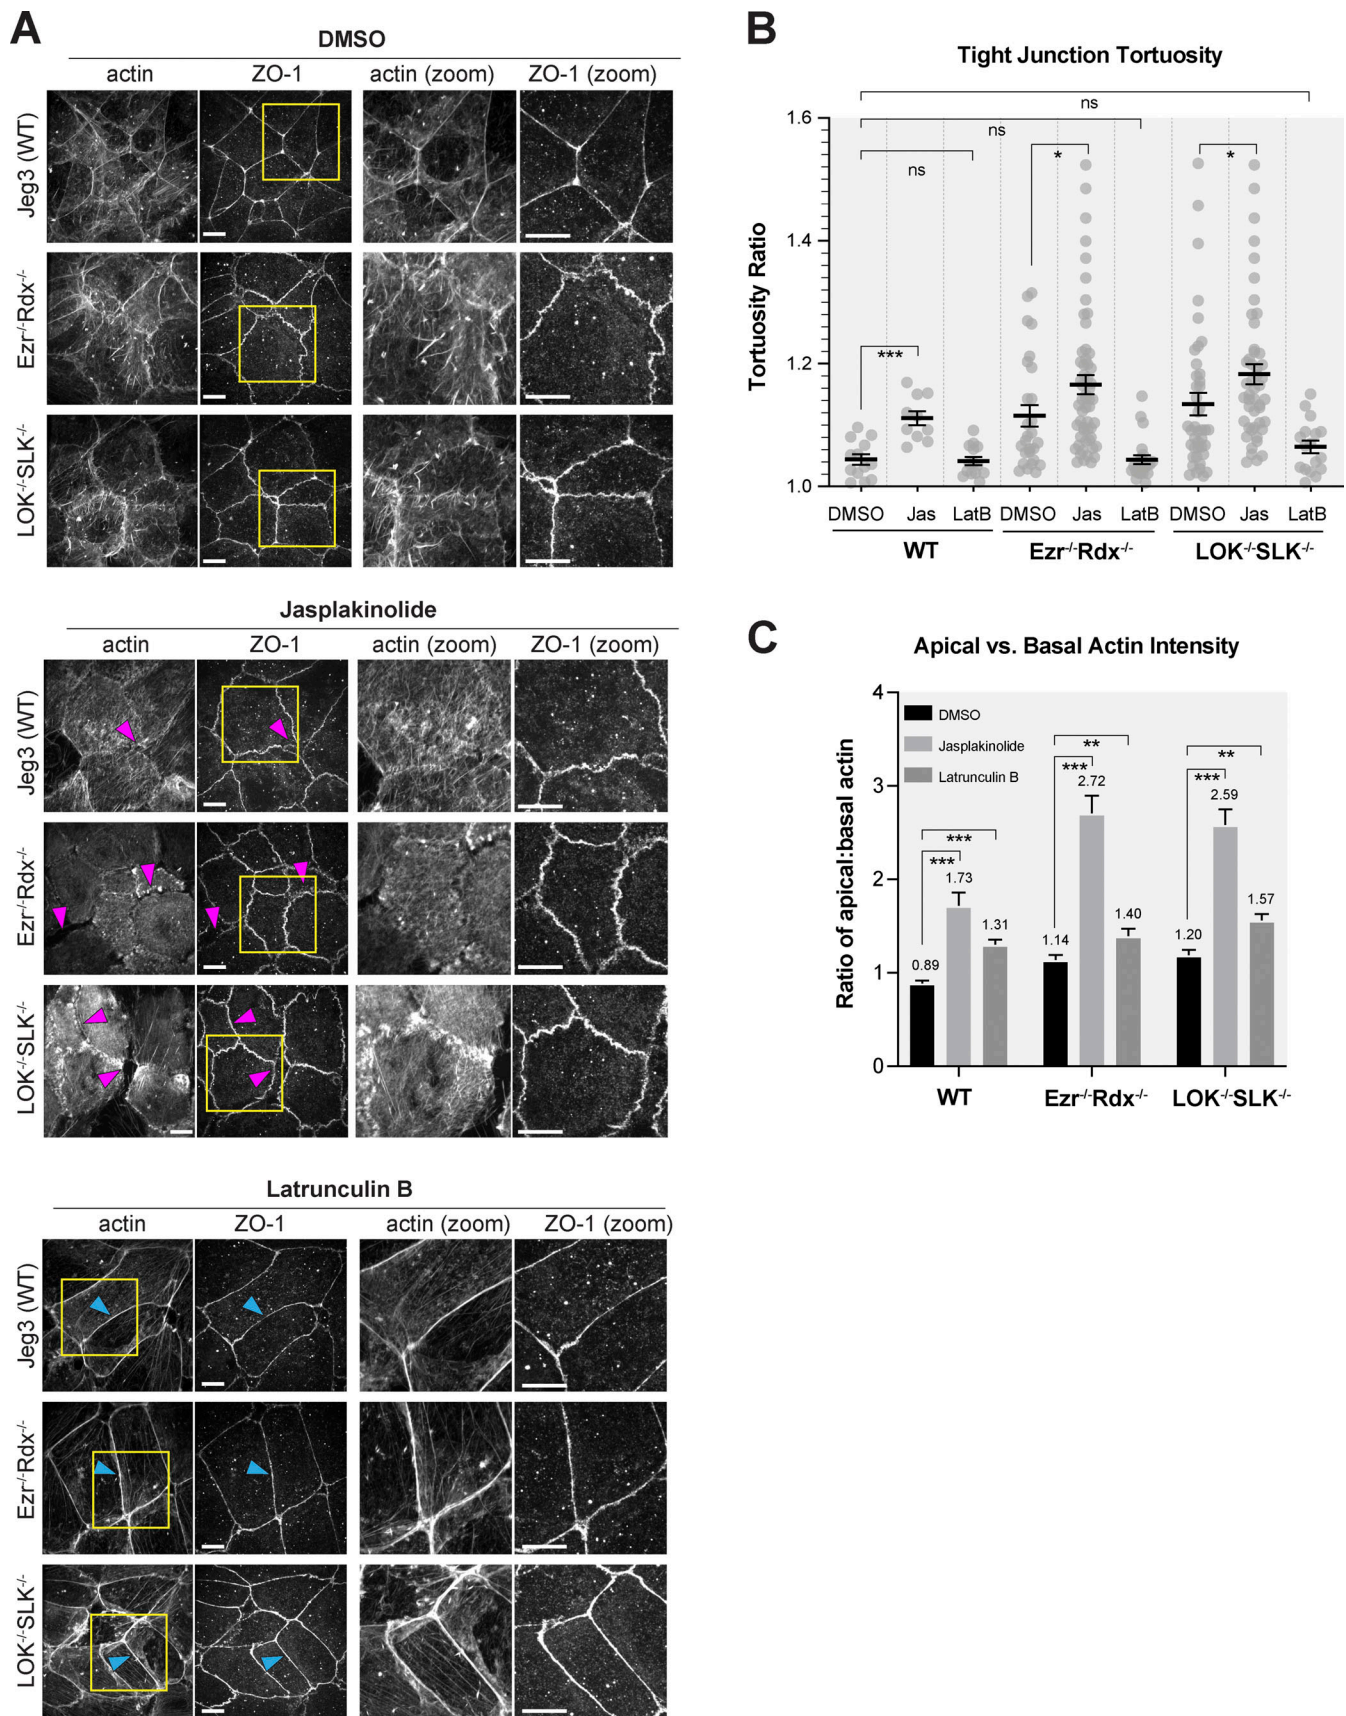 A
DMSO
actin ZO-1 actin (zoom) ZO-1 (zoom)
Jeg3 (WT)
Ezr-/-Rdx-/-
LOK-/-SLK-/-
Jasplakinolide
actin ZO-1 actin (zoom) ZO-1 (zoom)
Jeg3 (WT)
Ezr-/-Rdx-/-
LOK-/-SLK-/-
Latrunculin B
actin ZO-1 actin (zoom) ZO-1 (zoom)
Jeg3 (WT)
Ezr-/-Rdx-/-
LOK-/-SLK-/-
B
Tight Junction Tortuosity
Tortuosity Ratio
1.6
1.4
1.2
1.0
ns
ns
ns
*
*
***
DMSO Jas LatB DMSO Jas LatB DMSO Jas LatB
WT Ezr-/-Rdx-/- LOK-/-SLK-/-
C
Apical vs. Basal Actin Intensity
Ratio of apical:basal actin
4
3
2
1
0
DMSO
Jasplakinolide
Latrunculin B
***
***
0.89 1.73 1.31
**
***
1.14 2.72 1.40
**
***
1.20 2.59 1.57
WT Ezr-/-Rdx-/- LOK-/-SLK-/-